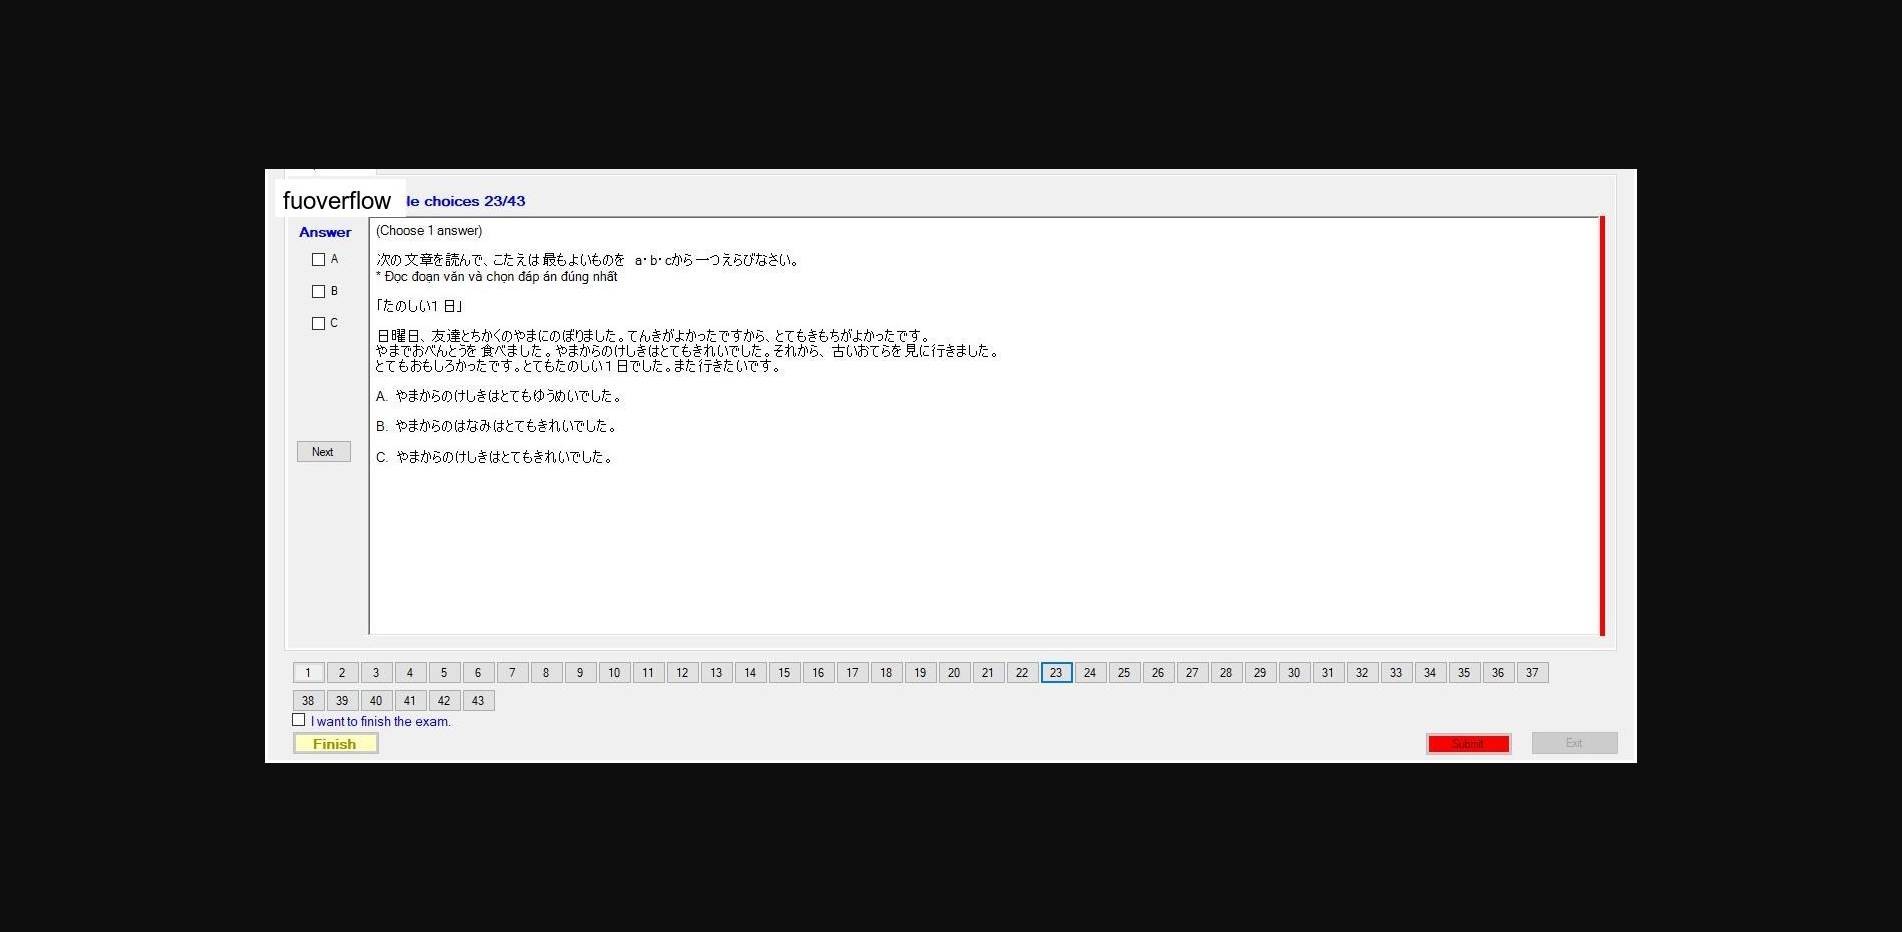 fuoverflow le choices 23/43
Answer
(Choose 1 answer)
A
次の文章を読んで、こたえは最もよいものを a・b・cから一つえらびなさい。
* Đọc đoạn văn và chọn đáp án đúng nhất
B
「たのしい1 日」
C
日曜日、友達とちかくのやまにのぼりました。てんきがよかったですから、とてもきもちがよかったです。
やまでおべんとうを 食べました。やまからのけしきはとてもきれいでした。それから、古いおてらを見に行きました。
とてもおもしろかったです。とてもたのしい１日でした。また行きたいです。
A. やまからのけしきはとてもゆうめいでした。
B. やまからのはなみはとてもきれいでした。
C. やまからのけしきはとてもきれいでした。
Next
1 2 3 4 5 6 7 8 9 10 11 12 13 14 15 16 17 18 19 20 21 22 23 24 25 26 27 28 29 30 31 32 33 34 35 36 37
38 39 40 41 42 43
I want to finish the exam.
Finish
Submit
Exit